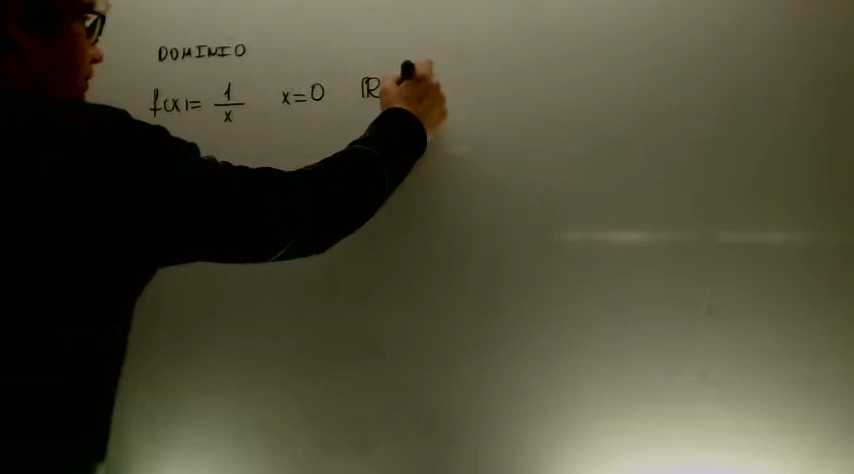 DOMINIO
f(x)= 1/x x=0 ℝ